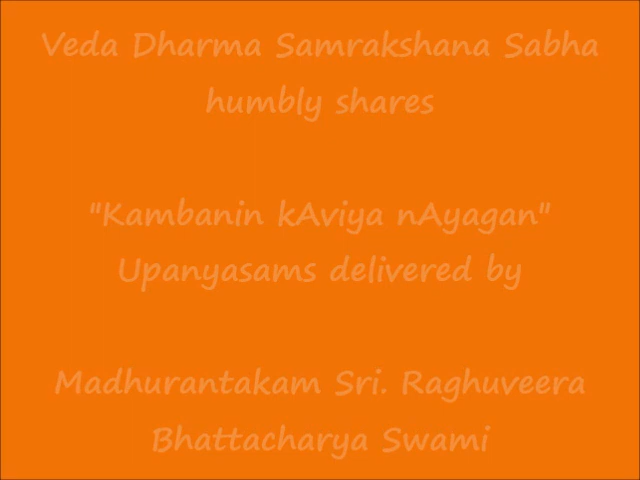 Veda Dharma Samrakshana Sabha
humbly shares
"Kambanin kAviya nAyagan"
Upanyasams delivered by
Madhurantakam Sri. Raghuveera
Bhattacharya Swami